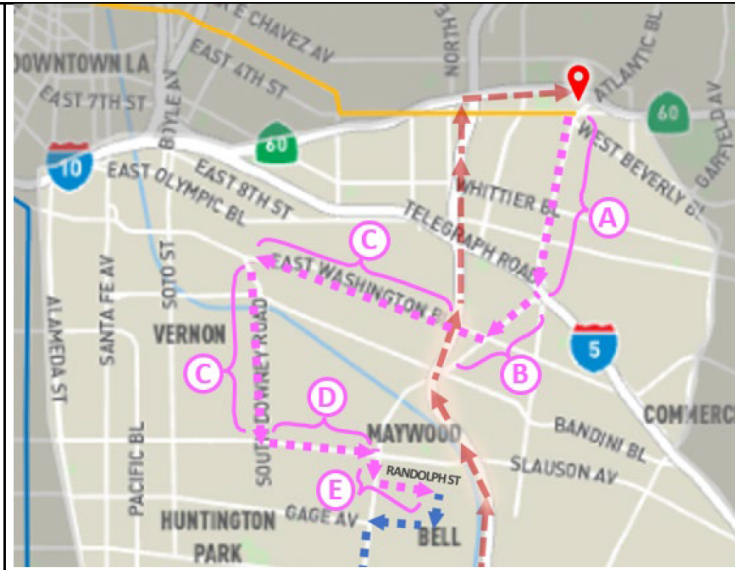 E CHAVEZ AV
NORTH E
ATLANTIC BL
DOWNTOWN LA
EAST 4TH ST
EAST 7TH ST
BOYLE AV
60
60
GARFIELD AV
WEST BEVERLY BL
10
EAST OLYMPIC BL
EAST 8TH ST
WHITTIER BL
A
TELEGRAPH ROAD
C
EAST WASHINGTON B
SOTO ST
SANTA FE AV
ALAMEDA ST
VERNON
5
B
C
SOUTH DOWNEY ROAD
D
COMMERC
BANDINI BL
MAYWOOD
SLAUSON AV
PACIFIC BL
RANDOLPH ST
E
GAGE AV
HUNTINGTON
PARK
BELL